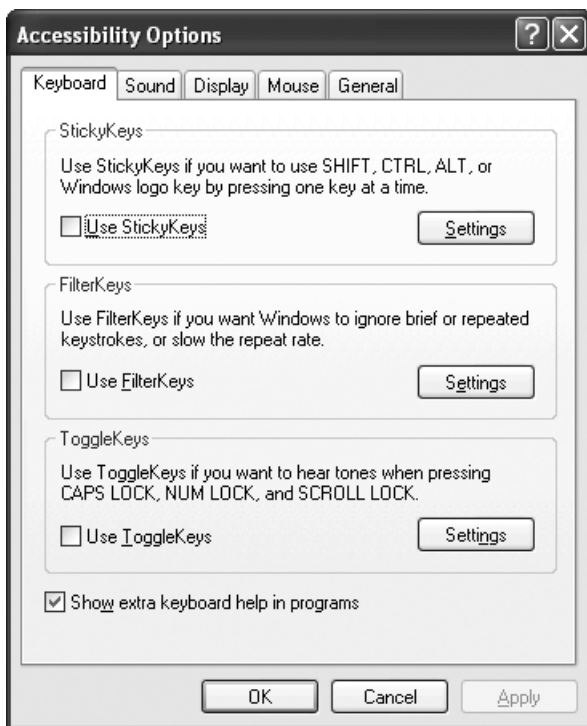 Accessibility Options
?
Keyboard Sound Display Mouse General
StickyKeys
Use StickyKeys if you want to use SHIFT, CTRL, ALT, or
Windows logo key by pressing one key at a time.
Use StickyKeys
Settings
FilterKeys
Use FilterKeys if you want Windows to ignore brief or repeated
keystrokes, or slow the repeat rate.
Use FilterKeys
Settings
ToggleKeys
Use ToggleKeys if you want to hear tones when pressing
CAPS LOCK, NUM LOCK, and SCROLL LOCK.
Use ToggleKeys
Settings
Show extra keyboard help in programs
OK Cancel Apply